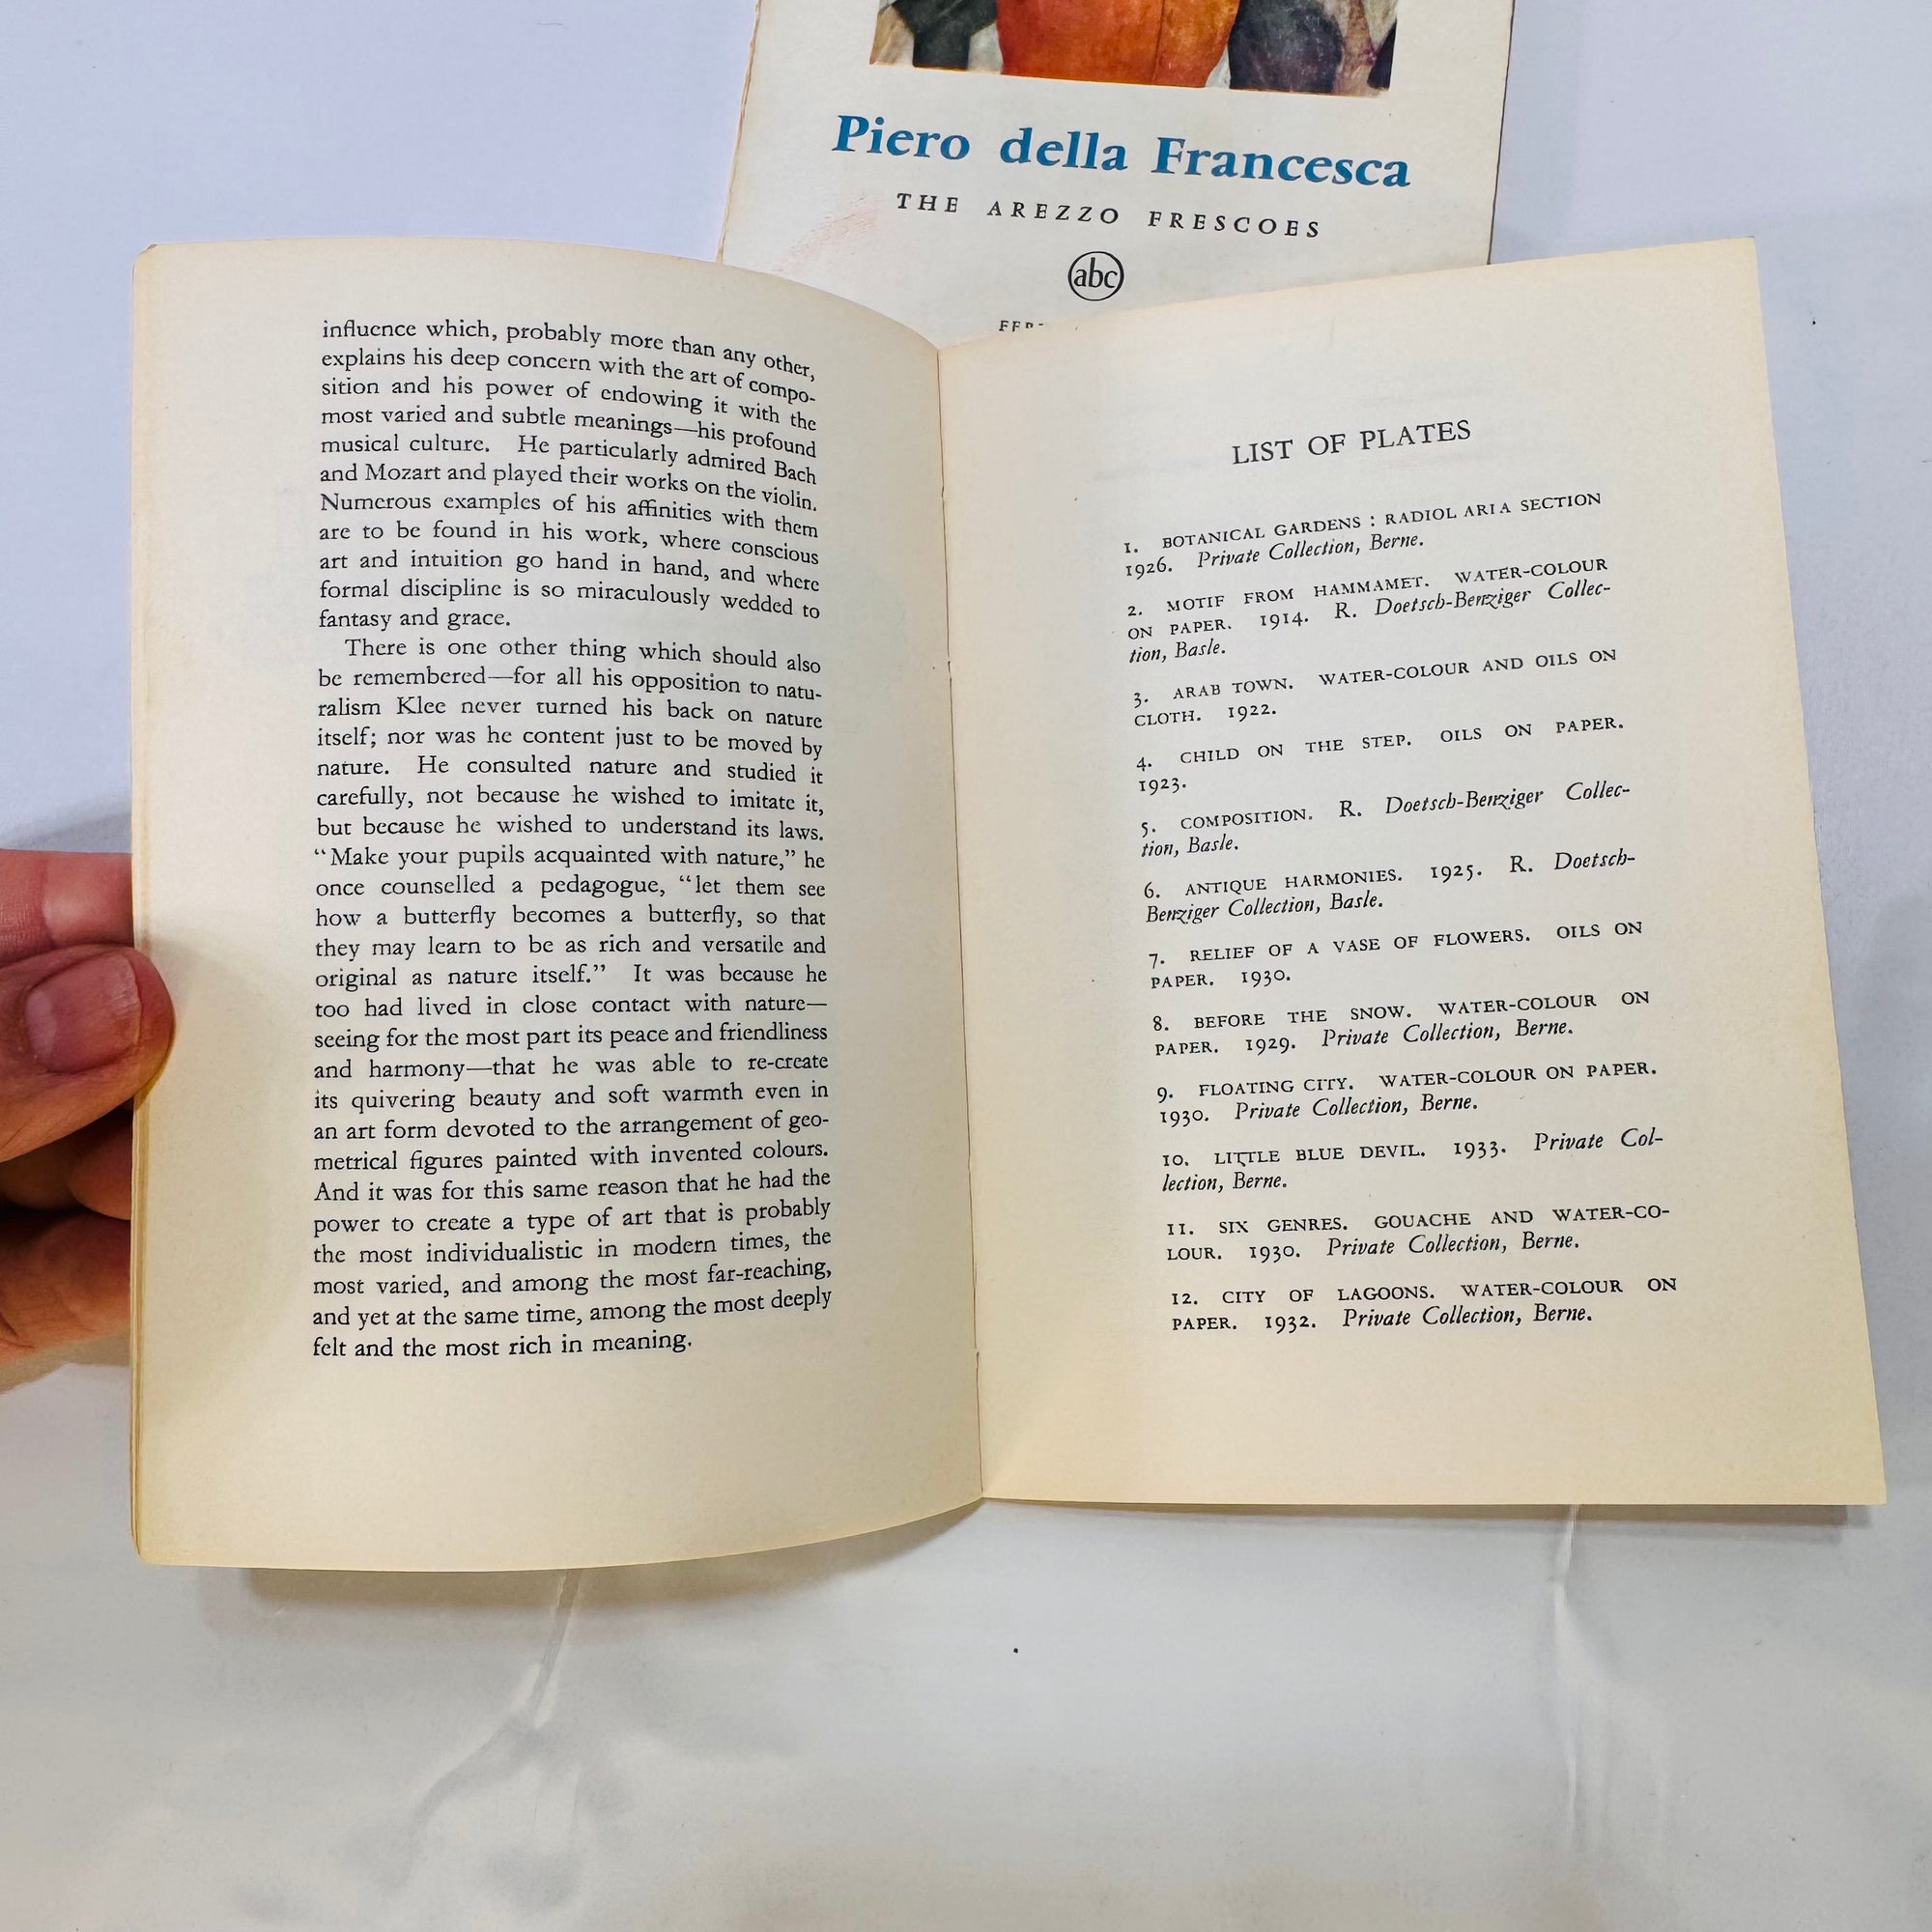 Piero della Francesca
THE AREZZO FRESCOES
abc
influence which, probably more than any other,
explains his deep concern with the art of compo-
sition and his power of endowing it with the
most varied and subtle meanings—his profound
musical culture. He particularly admired Bach
and Mozart and played their works on the violin.
Numerous examples of his affinities with them
are to be found in his work, where conscious
art and intuition go hand in hand, and where
formal discipline is so miraculously wedded to
fantasy and grace.
There is one other thing which should also
be remembered—for all his opposition to natu-
ralism Klee never turned his back on nature
itself; nor was he content just to be moved by
nature. He consulted nature and studied it
carefully, not because he wished to imitate it,
but because he wished to understand its laws.
“Make your pupils acquainted with nature,” he
once counselled a pedagogue, “let them see
how a butterfly becomes a butterfly, so that
they may learn to be as rich and versatile and
original as nature itself.” It was because he
too had lived in close contact with nature—
seeing for the most part its peace and friendliness
and harmony—that he was able to re-create
its quivering beauty and soft warmth even in
an art form devoted to the arrangement of geo-
metrical figures painted with invented colours.
And it was for this same reason that he had the
power to create a type of art that is probably
the most individualistic in modern times, the
most varied, and among the most far-reaching,
and yet at the same time, among the most deeply
felt and the most rich in meaning.
LIST OF PLATES
1. BOTANICAL GARDENS : RADIOL ARIA SECTION
1926. Private Collection, Berne.
2. MOTIF FROM HAMMAMET. WATER-COLOUR
ON PAPER. 1914. R. Doetsch-Benziger Collec-
tion, Basle.
3. ARAB TOWN. WATER-COLOUR AND OILS ON
CLOTH. 1922.
4. CHILD ON THE STEP. OILS ON PAPER.
1923.
5. COMPOSITION. R. Doetsch-Benziger Collec-
tion, Basle.
6. ANTIQUE HARMONIES. 1925. R. Doetsch-
Benziger Collection, Basle.
7. RELIEF OF A VASE OF FLOWERS. OILS ON
PAPER. 1930.
8. BEFORE THE SNOW. WATER-COLOUR ON
PAPER. 1929. Private Collection, Berne.
9. FLOATING CITY. WATER-COLOUR ON PAPER.
1930. Private Collection, Berne.
10. LITTLE BLUE DEVIL. 1933. Private Col-
lection, Berne.
11. SIX GENRES. GOUACHE AND WATER-CO-
LOUR. 1930. Private Collection, Berne.
12. CITY OF LAGOONS. WATER-COLOUR ON
PAPER. 1932. Private Collection, Berne.